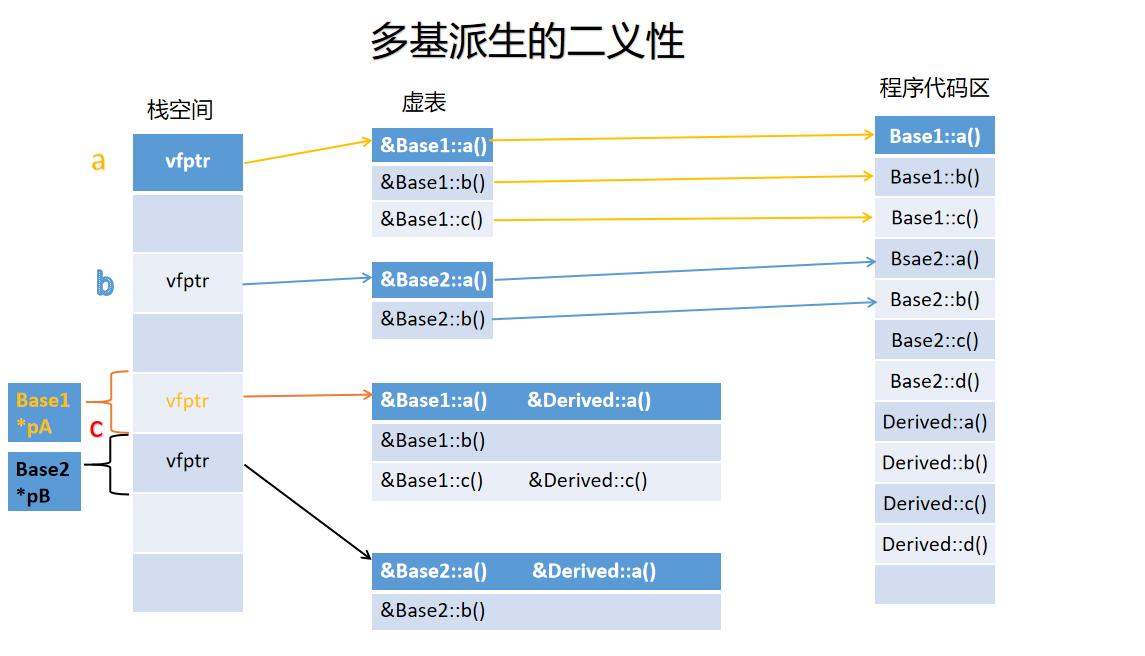 多基派生的二义性
栈空间
虚表
程序代码区
a
vfptr
&Base1::a()
&Base1::b()
&Base1::c()
b
vfptr
&Base2::a()
&Base2::b()
Base1
*pA
C
vfptr
&Base1::a() &Derived::a()
&Base1::b()
&Base1::c() &Derived::c()
Base2
*pB
vfptr
&Base2::a() &Derived::a()
&Base2::b()
Base1::a()
Base1::b()
Base1::c()
Bsae2::a()
Base2::b()
Base2::c()
Base2::d()
Derived::a()
Derived::b()
Derived::c()
Derived::d()